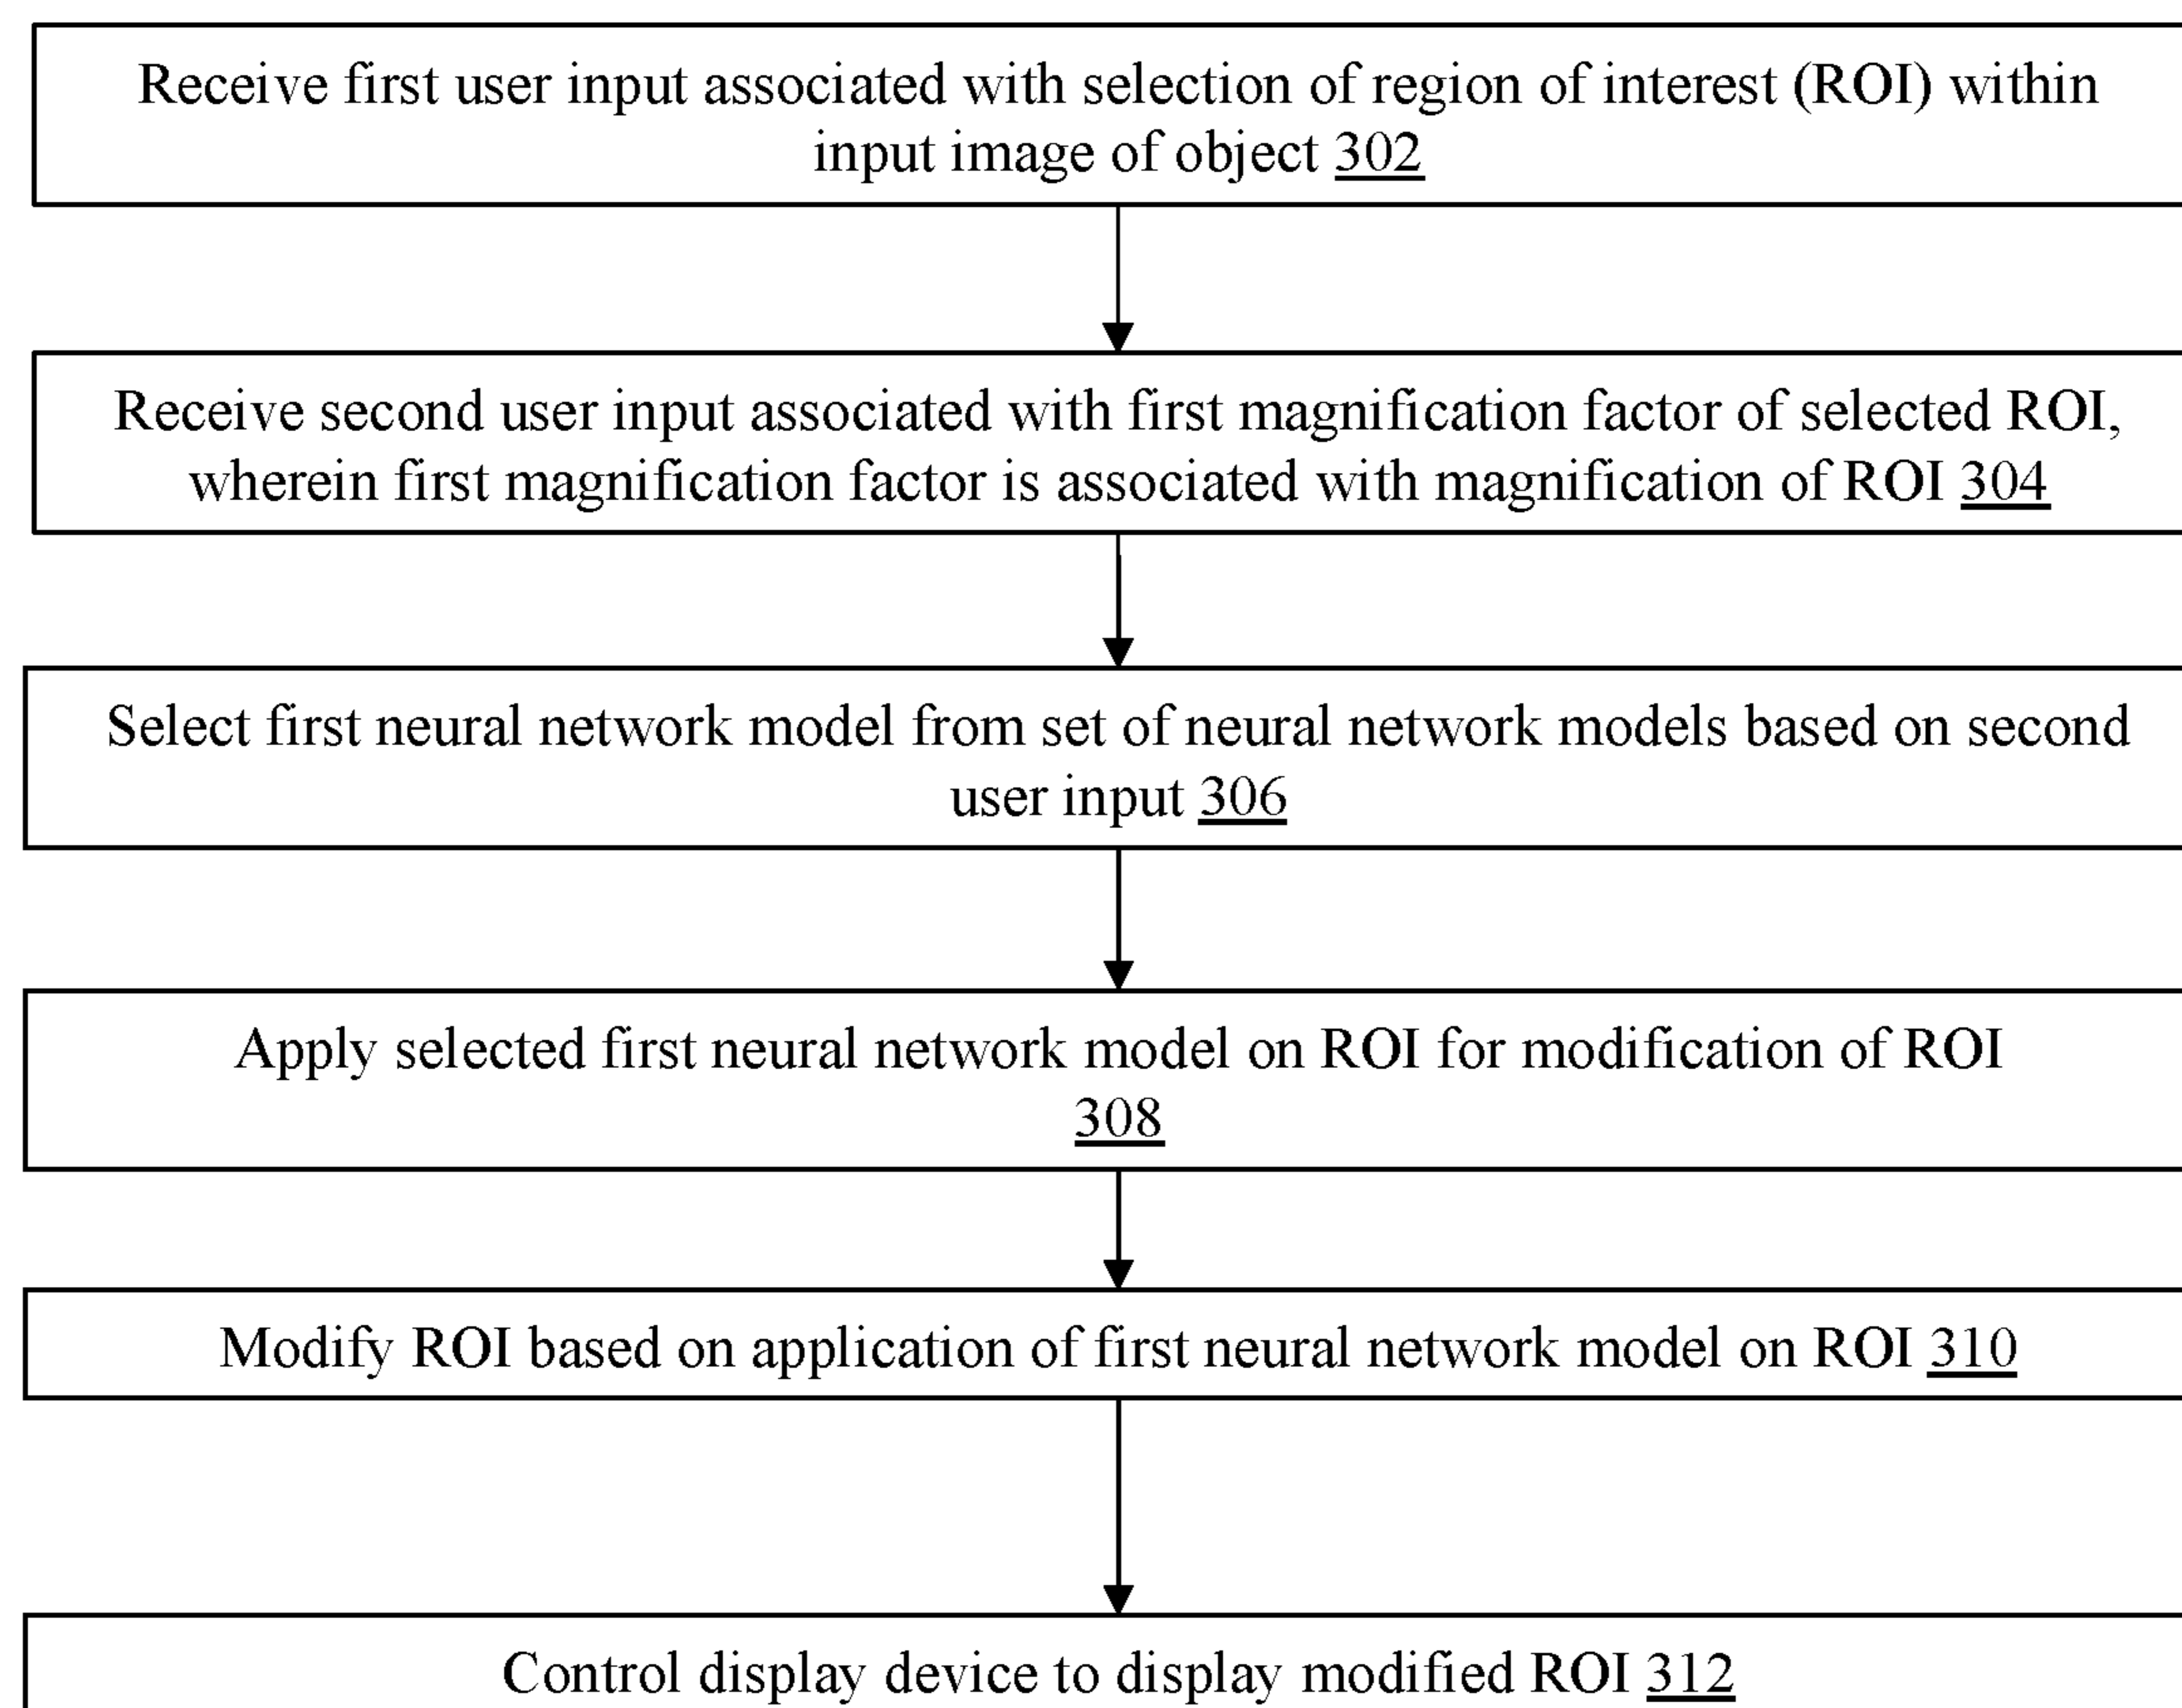 Receive first user input associated with selection of region of interest (ROI) within
input image of object 302
Receive second user input associated with first magnification factor of selected ROI,
wherein first magnification factor is associated with magnification of ROI 304
Select first neural network model from set of neural network models based on second
user input 306
Apply selected first neural network model on ROI for modification of ROI
308
Modify ROI based on application of first neural network model on ROI 310
Control display device to display modified ROI 312